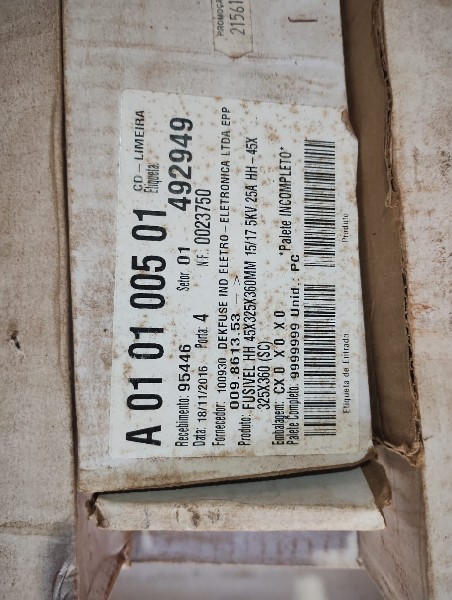 PROMOÇÃ
21561
CD-LIMEIRA
Etiqueta:
A 01 01 005 01 492949
Recebimento: 95446 Setor: 01
Data: 18/11/2016 Porta: 4 N.F.: 0023750
Fornecedor: 100930 DEKFUSE IND ELETRO-ELETRONICA LTDA EPP
009.8613 53 -- >
Produto: FUSIVEL HH 45X325X360MM 15/17 5KV 25A HH -45X
325X360 (SC)
Embalagem: CX 0 X 0 X 0 *Palete INCOMPLETO*
Palete Completo: 9999999 Unid.: PC
Etiqueta de Entrada Produto